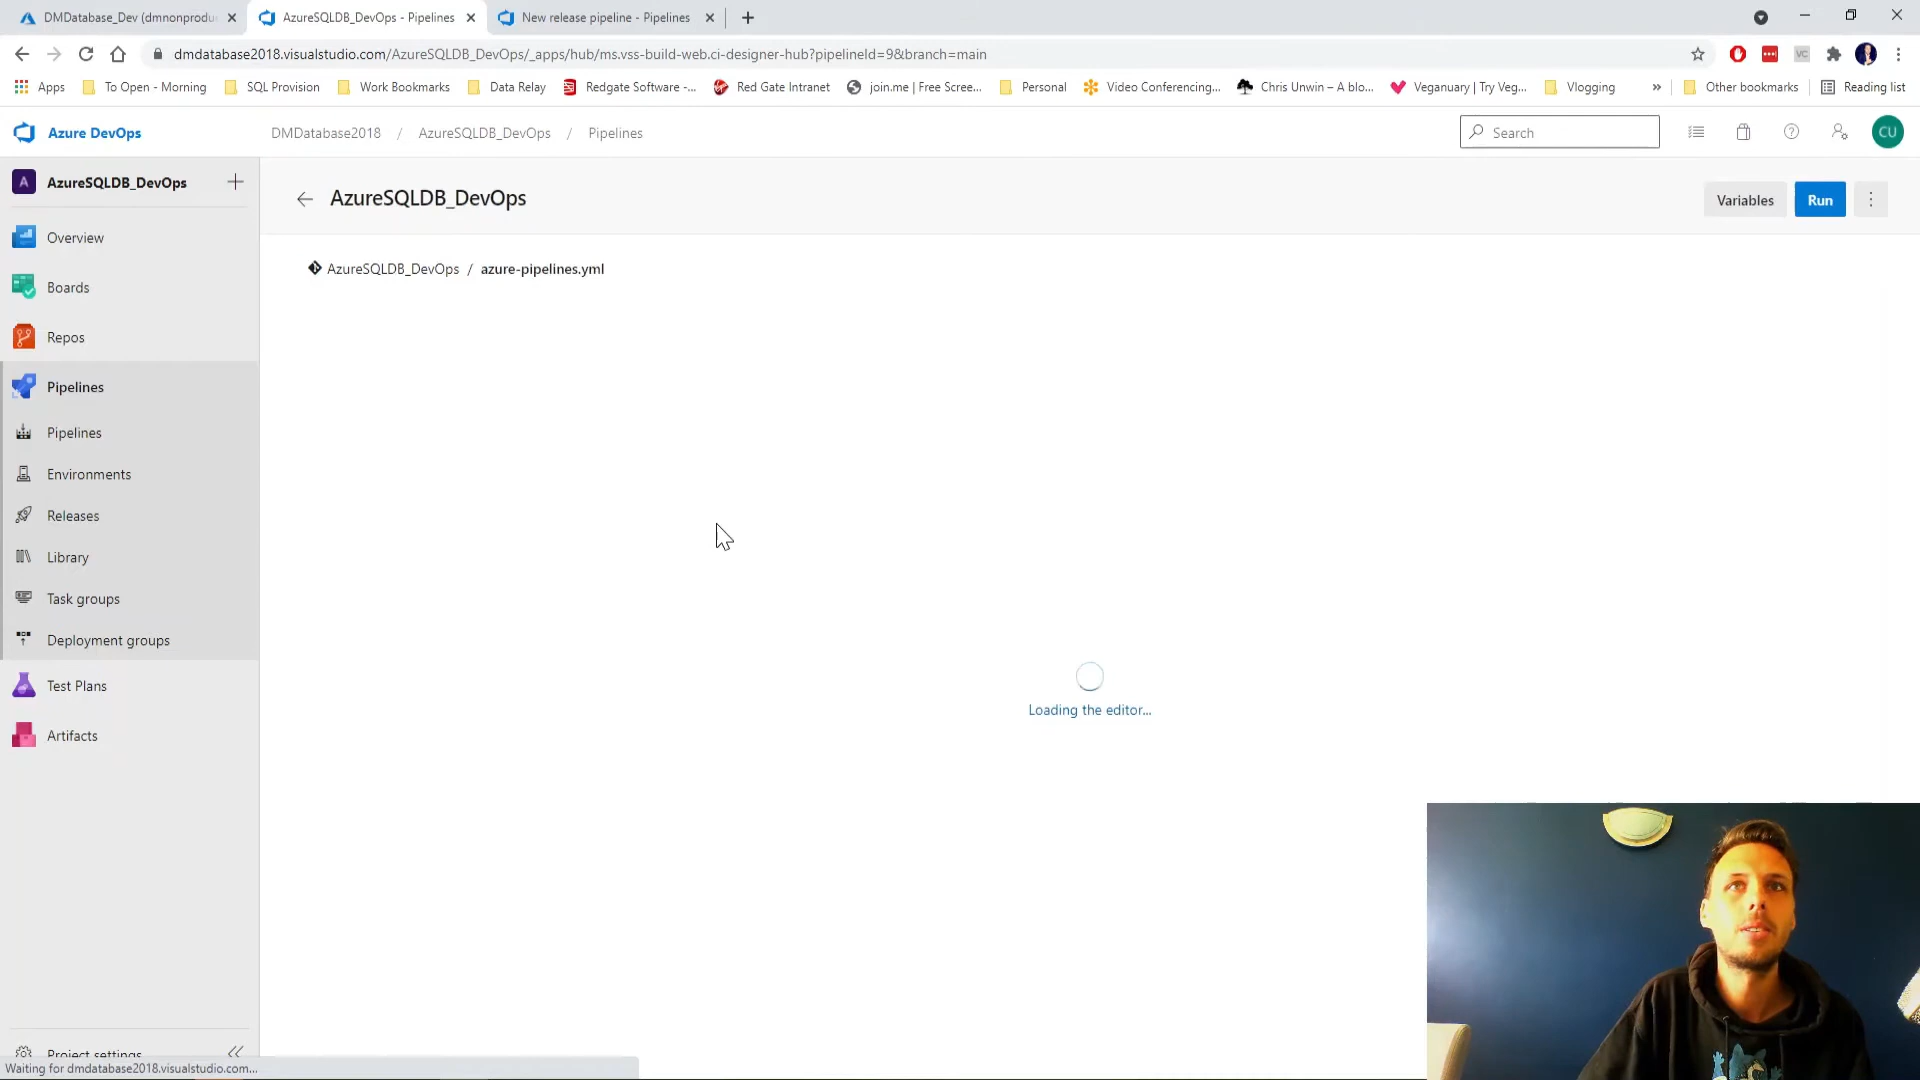 DMDatabase_Dev (dmnonprodu
AzureSQLDB_DevOps - Pipelines
New release pipeline - Pipelines
dmdatabase2018.visualstudio.com/AzureSQLDB_DevOps/_apps/hub/ms.vss-build-web.ci-designer-hub?pipelineId=9&branch=main
VC
Apps
To Open - Morning
SQL Provision
Work Bookmarks
Data Relay
Redgate Software -...
Red Gate Intranet
join.me | Free Scree...
Personal
Video Conferencing...
Chris Unwin – A blo...
Veganuary | Try Veg...
Vlogging
»
Other bookmarks
Reading list
Azure DevOps
DMDatabase2018 / AzureSQLDB_DevOps / Pipelines
Search
CU
A AzureSQLDB_DevOps
AzureSQLDB_DevOps
Variables
Run
AzureSQLDB_DevOps / azure-pipelines.yml
Overview
Boards
Repos
Pipelines
Pipelines
Environments
Releases
Library
Task groups
Deployment groups
Test Plans
Artifacts
Loading the editor...
Project settings
Waiting for dmdatabase2018.visualstudio.com...